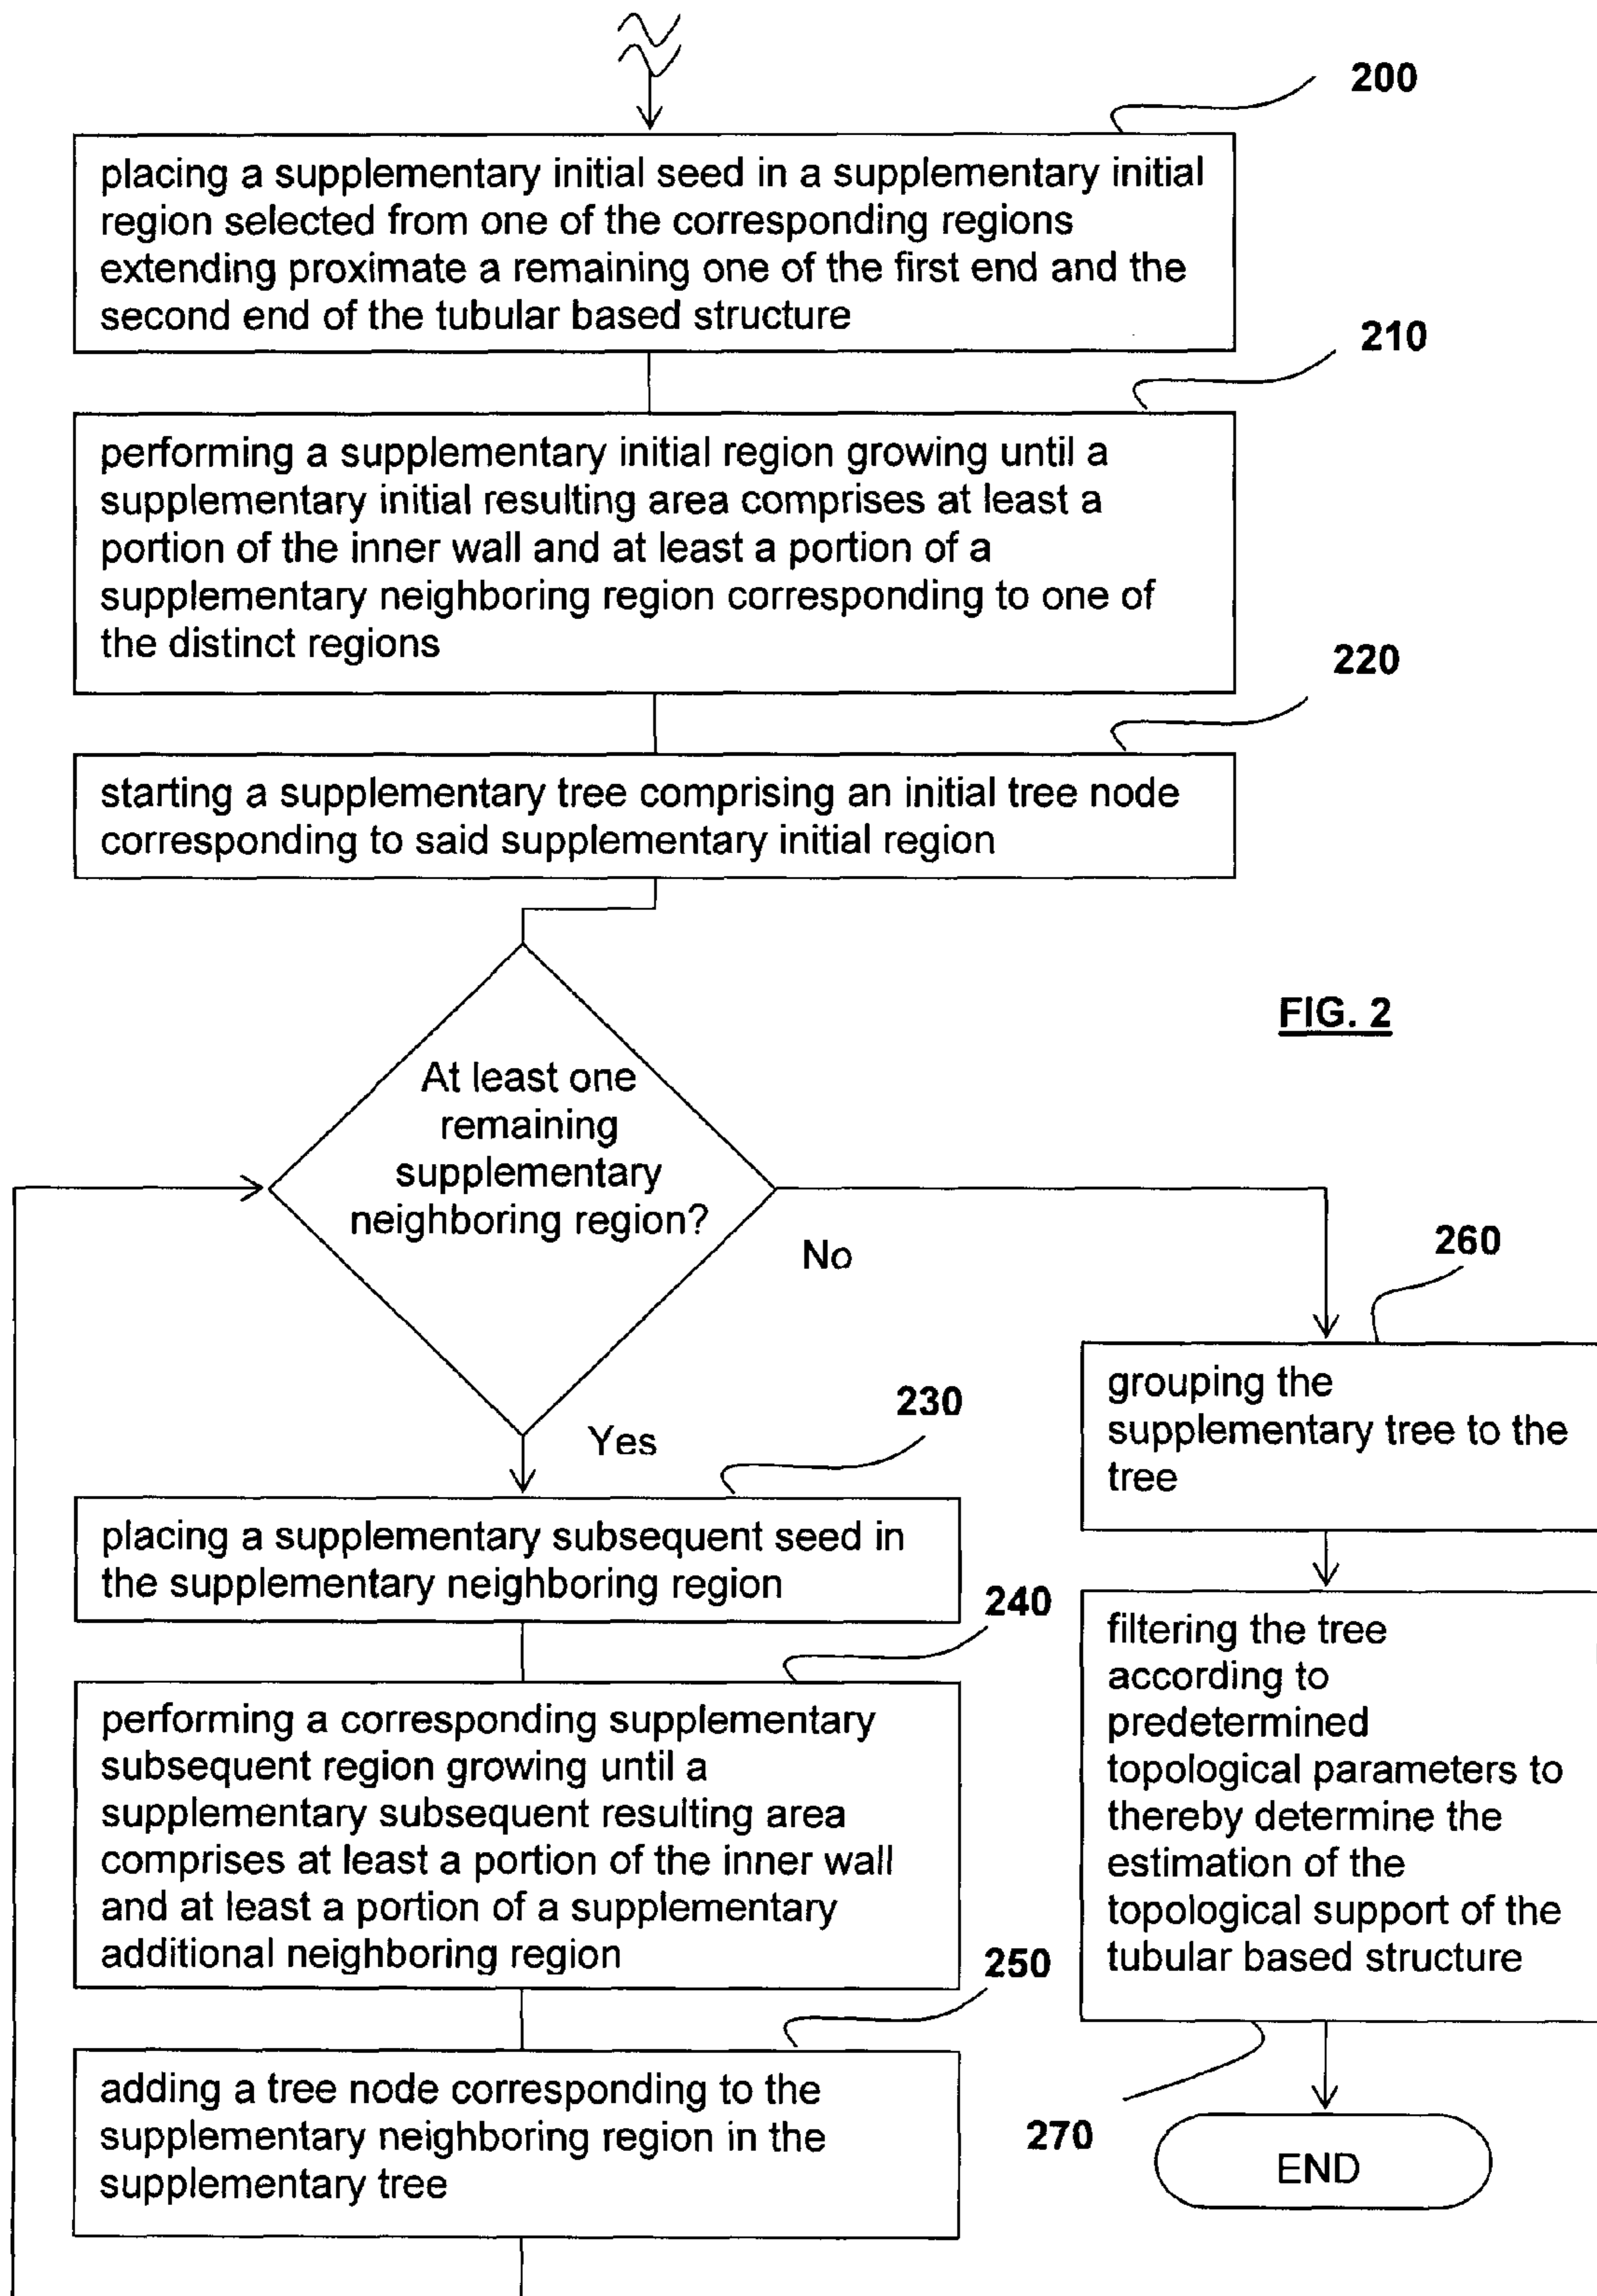 200
placing a supplementary initial seed in a supplementary initial
region selected from one of the corresponding regions
extending proximate a remaining one of the first end and the
second end of the tubular based structure
210
performing a supplementary initial region growing until a
supplementary initial resulting area comprises at least a
portion of the inner wall and at least a portion of a
supplementary neighboring region corresponding to one of
the distinct regions
220
starting a supplementary tree comprising an initial tree node
corresponding to said supplementary initial region
FIG. 2
At least one
remaining
supplementary
neighboring region?
No
Yes
230
placing a supplementary subsequent seed in
the supplementary neighboring region
240
performing a corresponding supplementary
subsequent region growing until a
supplementary subsequent resulting area
comprises at least a portion of the inner wall
and at least a portion of a supplementary
additional neighboring region
250
adding a tree node corresponding to the
supplementary neighboring region in the
supplementary tree
260
grouping the
supplementary tree to the
tree
filtering the tree
according to
predetermined
topological parameters to
thereby determine the
estimation of the
topological support of the
tubular based structure
270
END